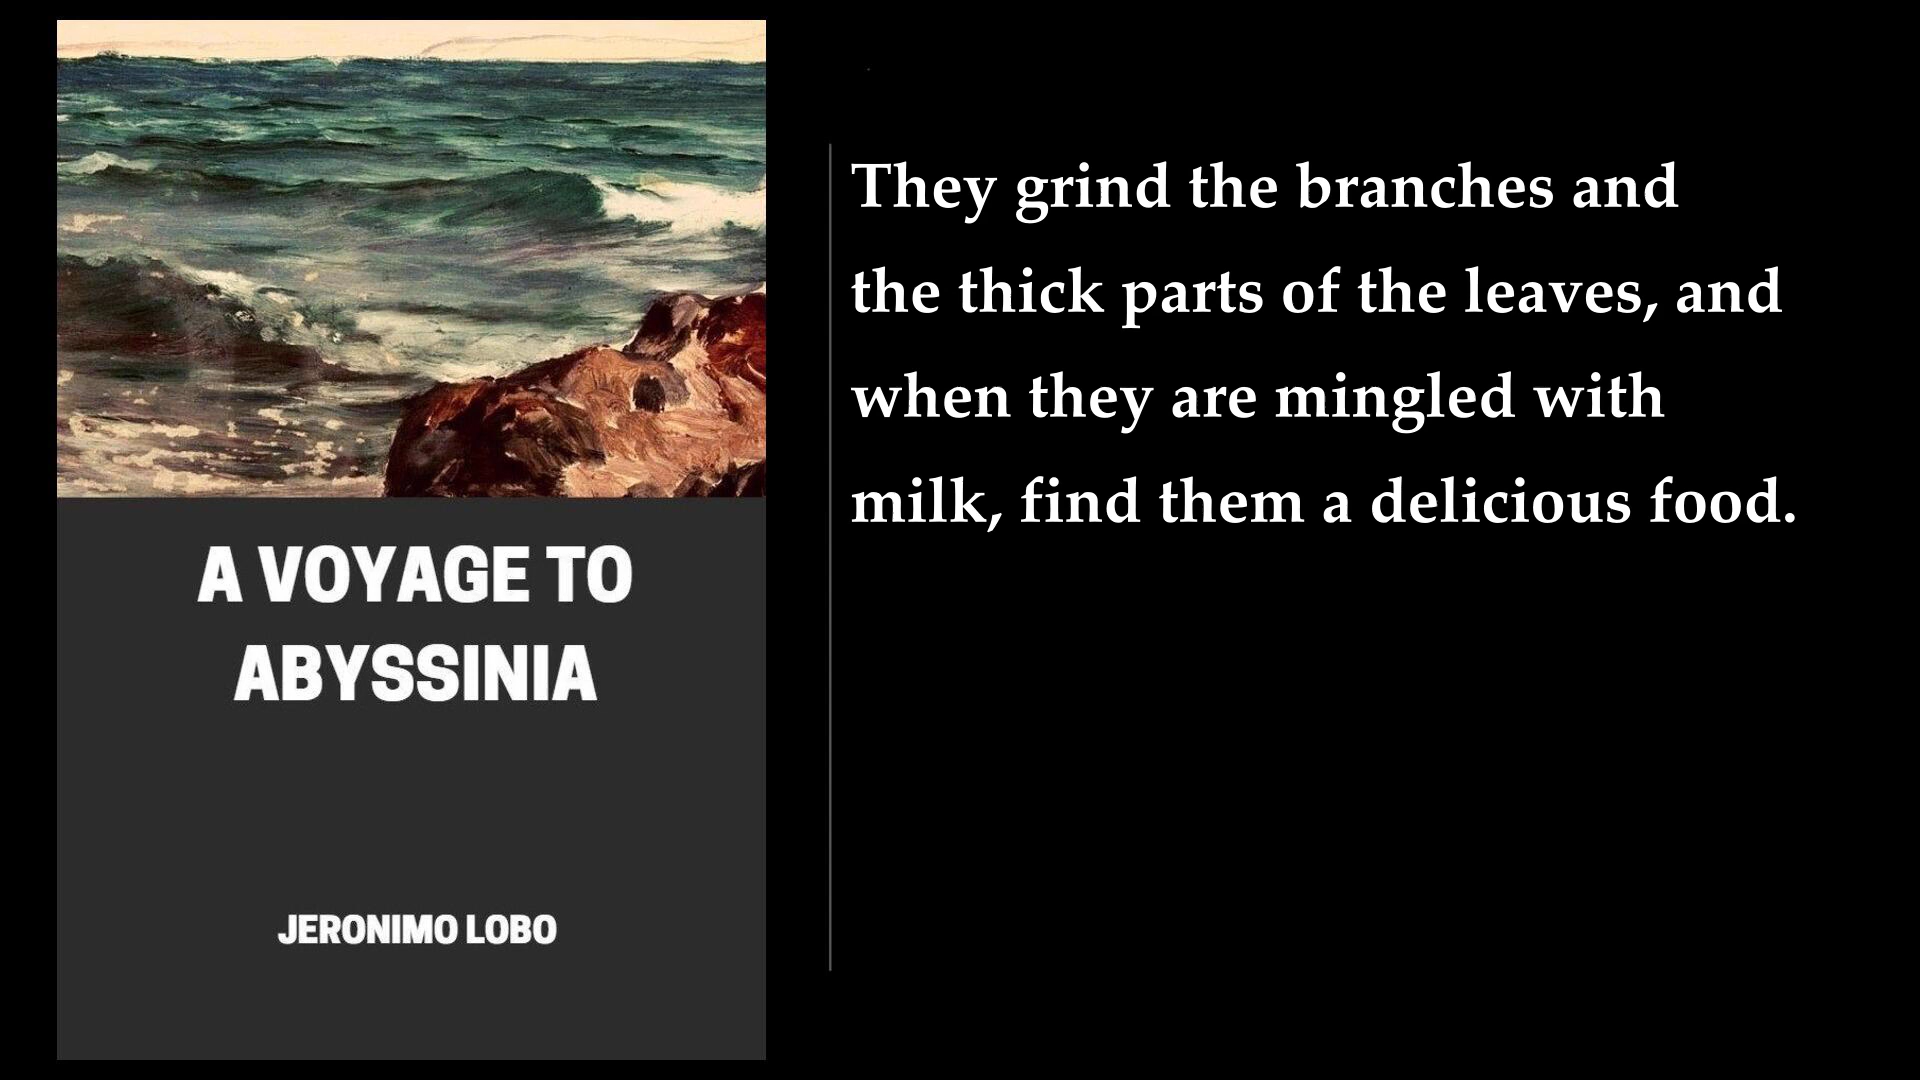 A VOYAGE TO
ABYSSINIA
JERONIMO LOBO
They grind the branches and
the thick parts of the leaves, and
when they are mingled with
milk, find them a delicious food.